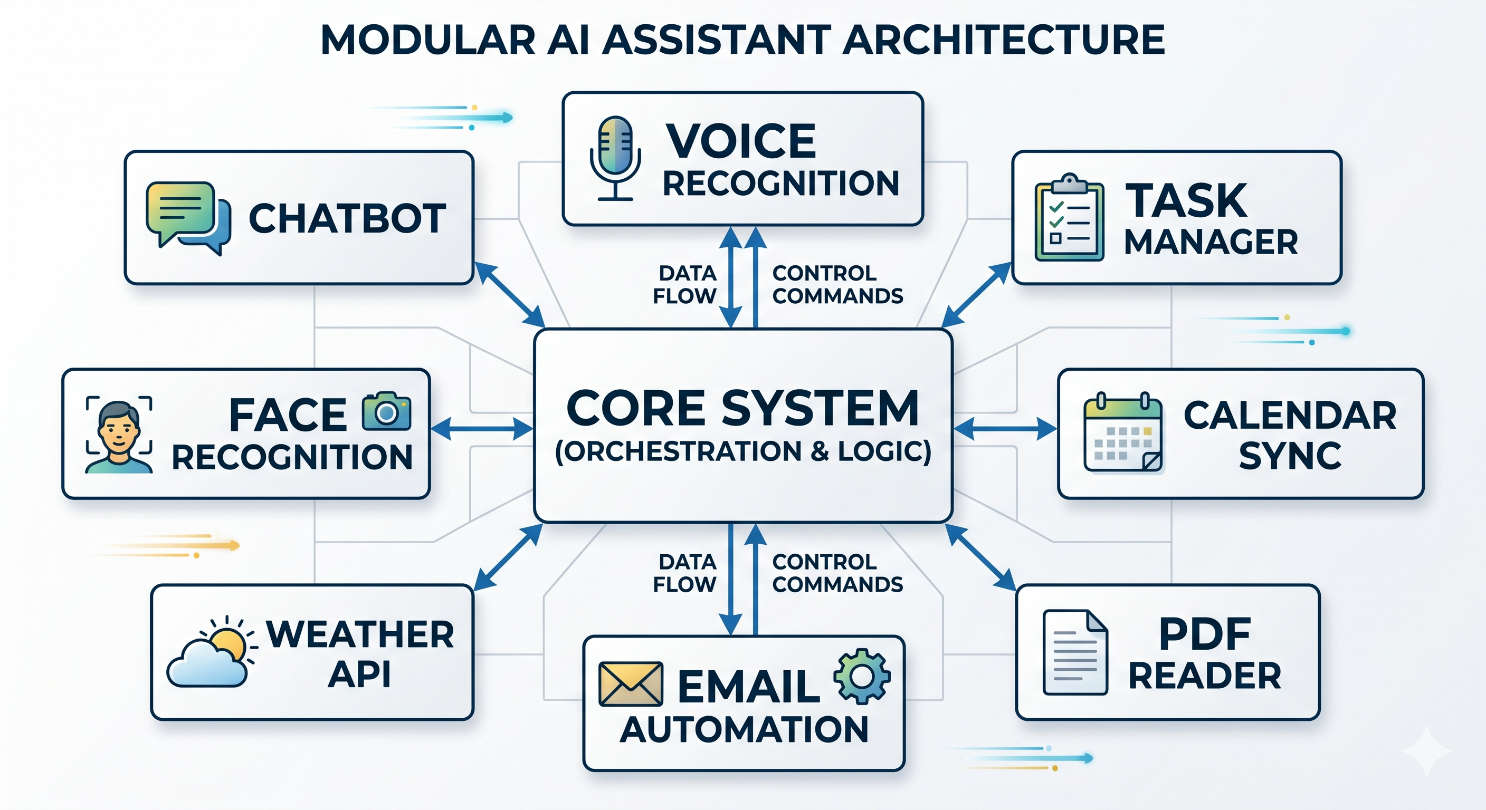 MODULAR AI ASSISTANT ARCHITECTURE
VOICE
RECOGNITION
CHATBOT
TASK
MANAGER
DATA
FLOW
CONTROL
COMMANDS
FACE
RECOGNITION
CORE SYSTEM
(ORCHESTRATION & LOGIC)
CALENDAR
SYNC
DATA
FLOW
CONTROL
COMMANDS
WEATHER
API
EMAIL
AUTOMATION
PDF
READER